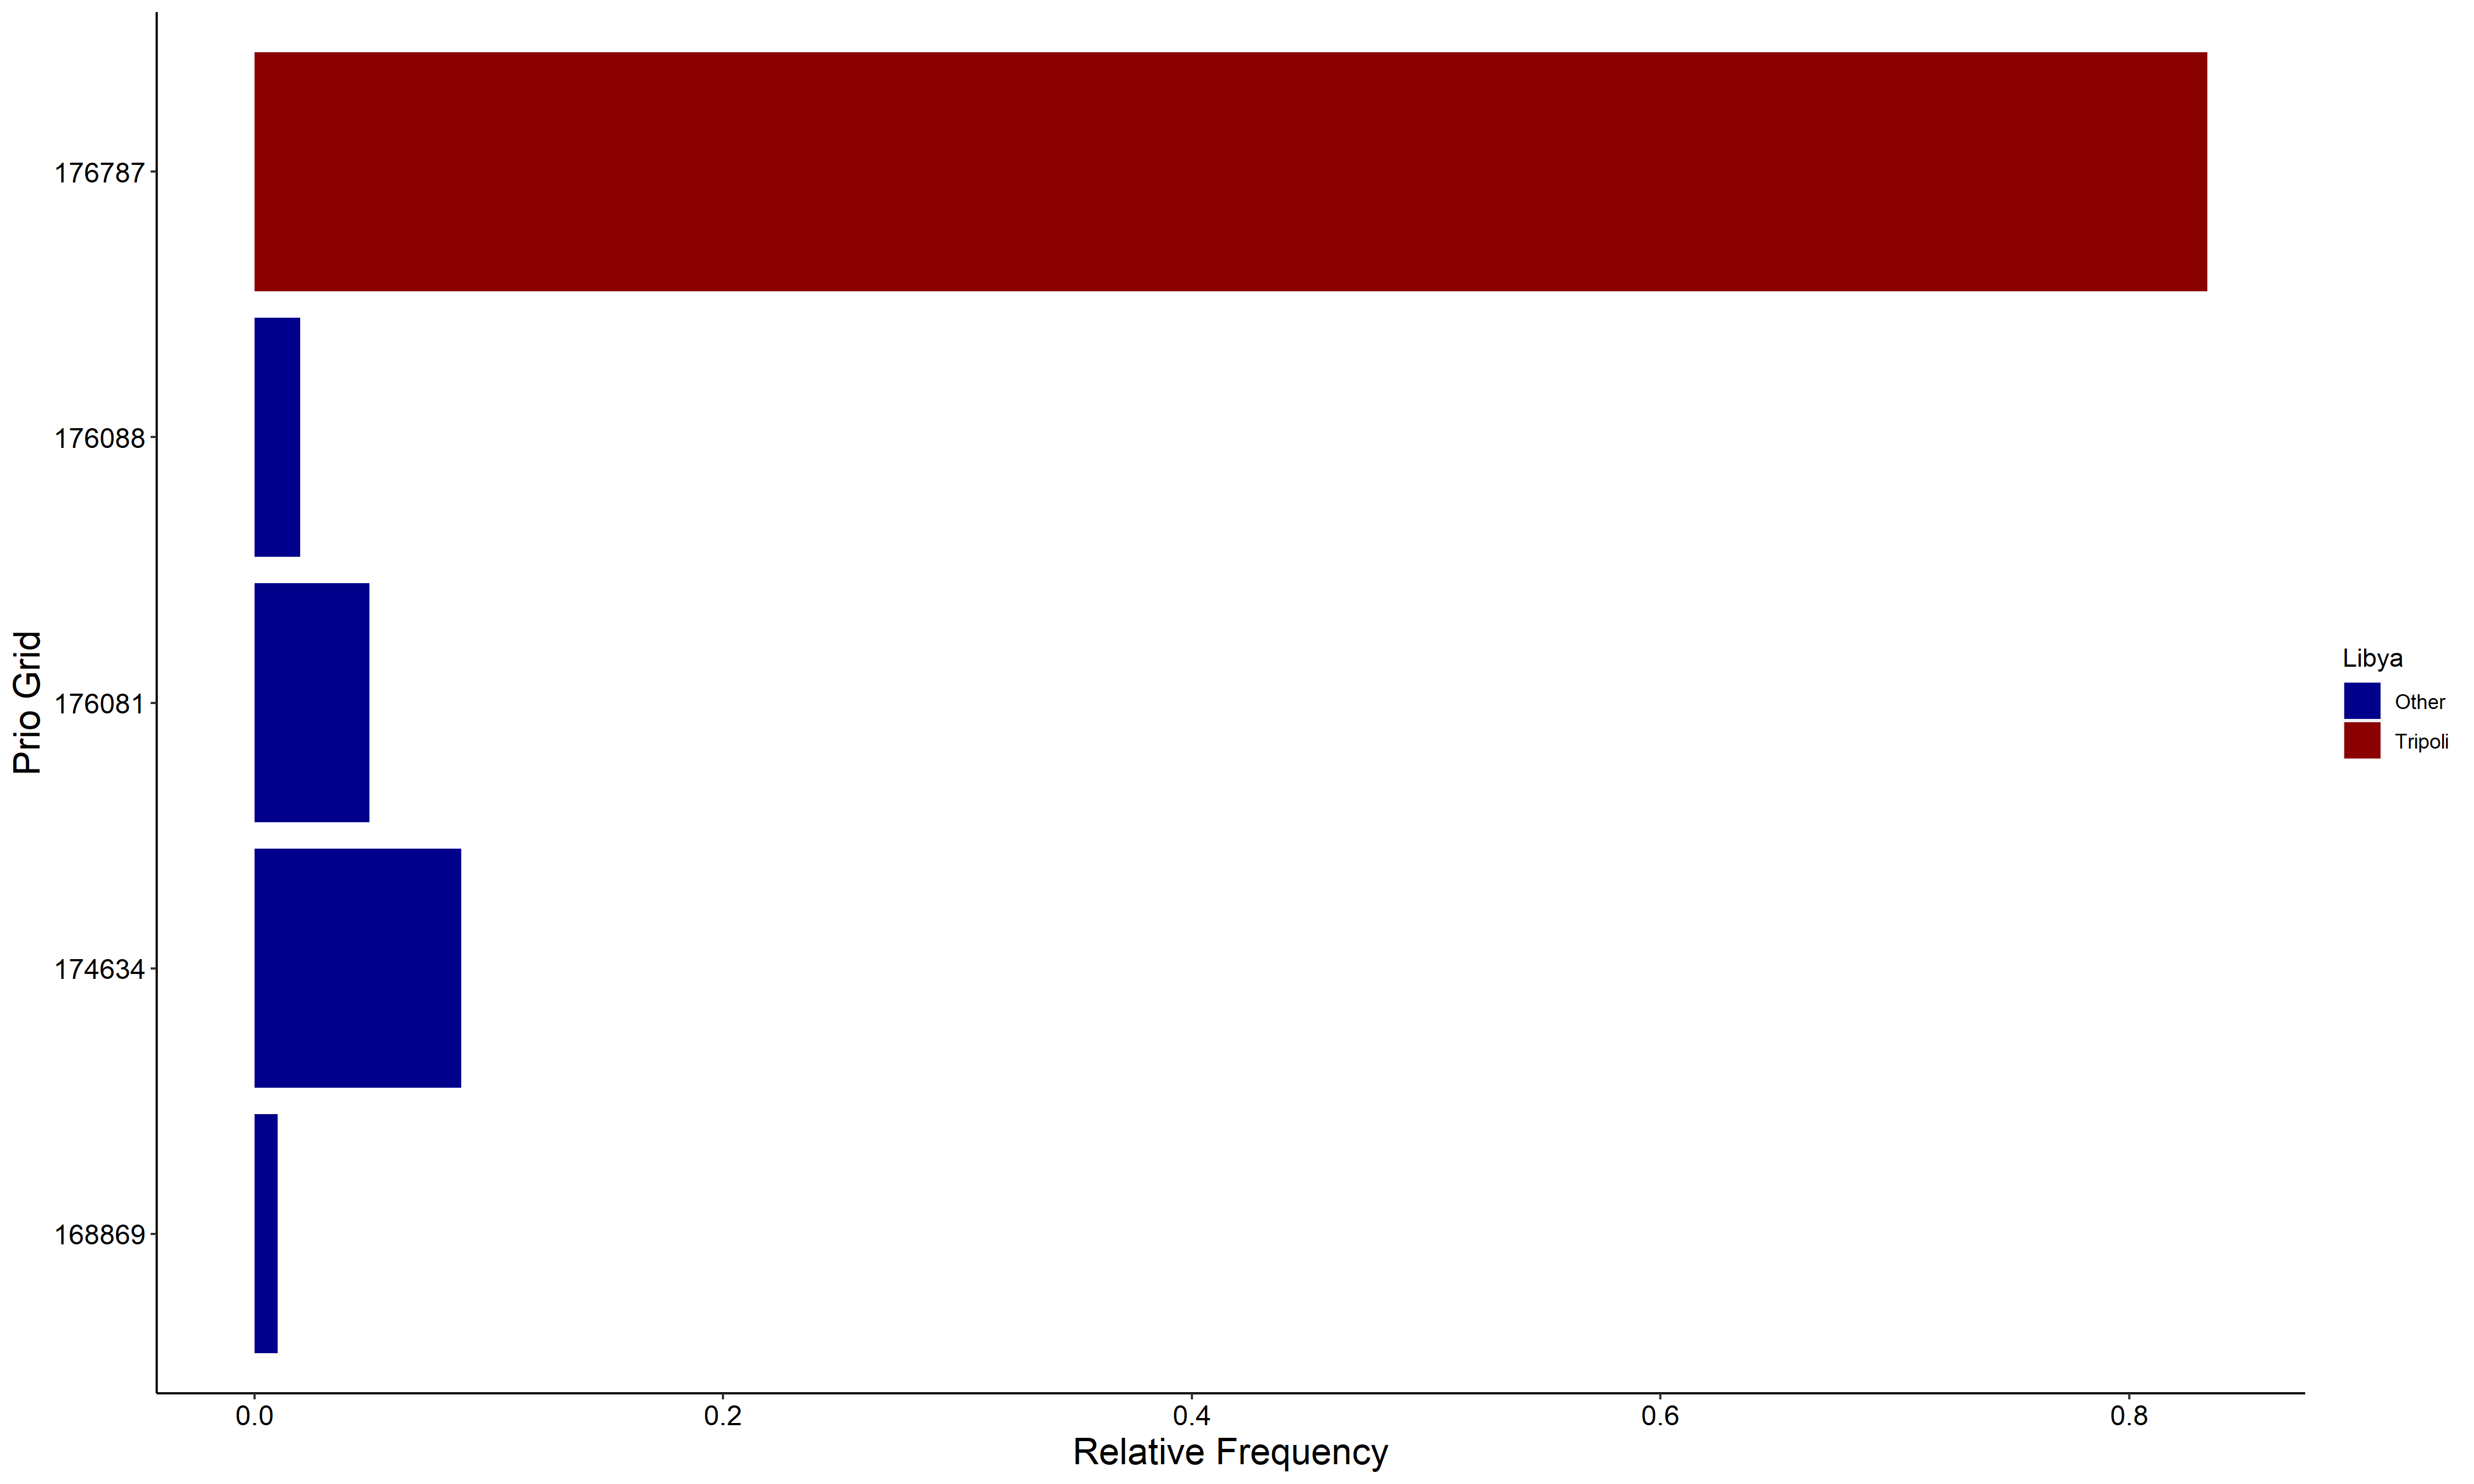 Prio Grid
176787
176088
176081
174634
168869
0.0 0.2 0.4 0.6 0.8
Relative Frequency
Libya
Other
Tripoli